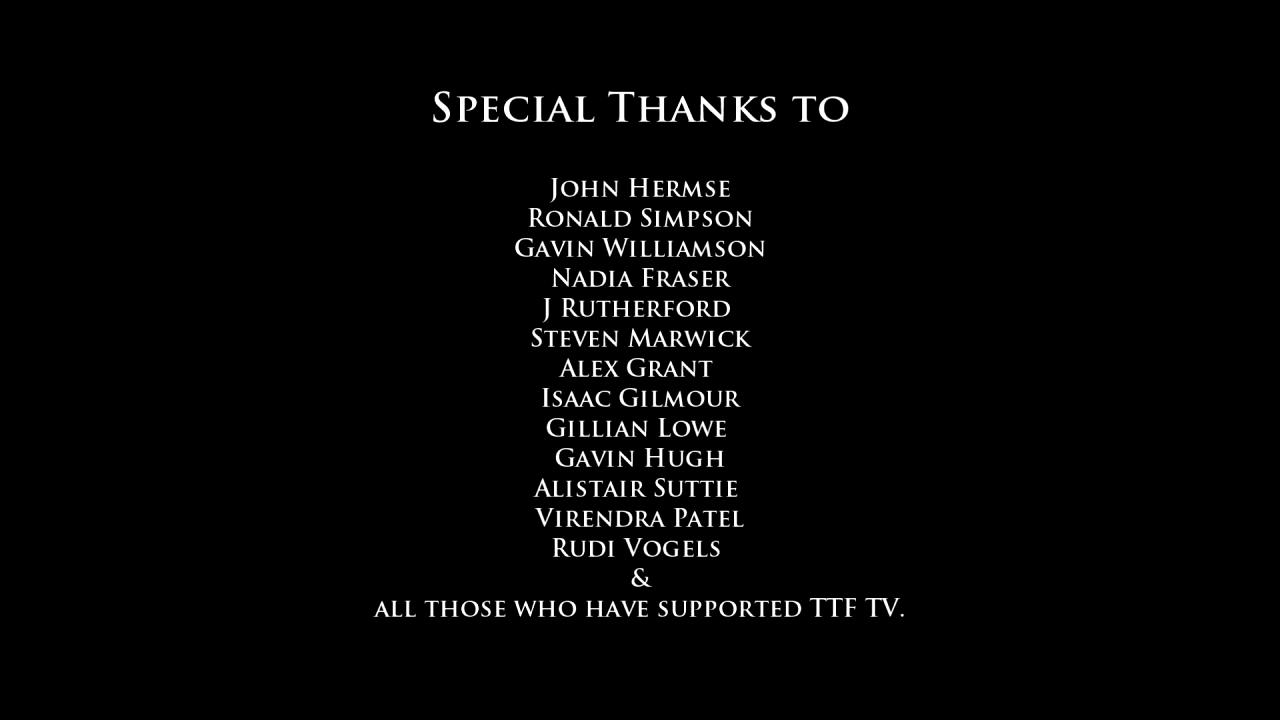 Special Thanks to
John Hermse
Ronald Simpson
Gavin Williamson
Nadia Fraser
J Rutherford
Steven Marwick
Alex Grant
Isaac Gilmour
Gillian Lowe
Gavin Hugh
Alistair Suttie
Virendra Patel
Rudi Vogels
&
all those who have supported TTF TV.